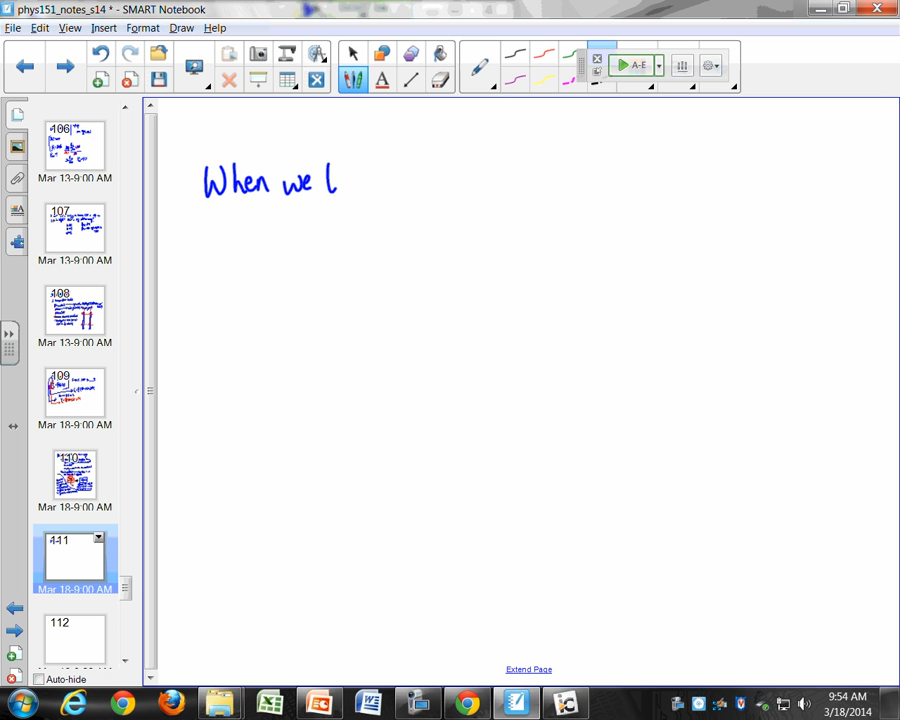 phys151_notes_s14 * - SMART Notebook
File Edit View Insert Format Draw Help
A-E
106
Mar 13-9:00 AM
107
Mar 13-9:00 AM
108
Mar 13-9:00 AM
109
Mar 18-9:00 AM
110
Mar 18-9:00 AM
111
Mar 18-9:00 AM
112
When we l
Extend Page
Auto-hide
9:54 AM
3/18/2014